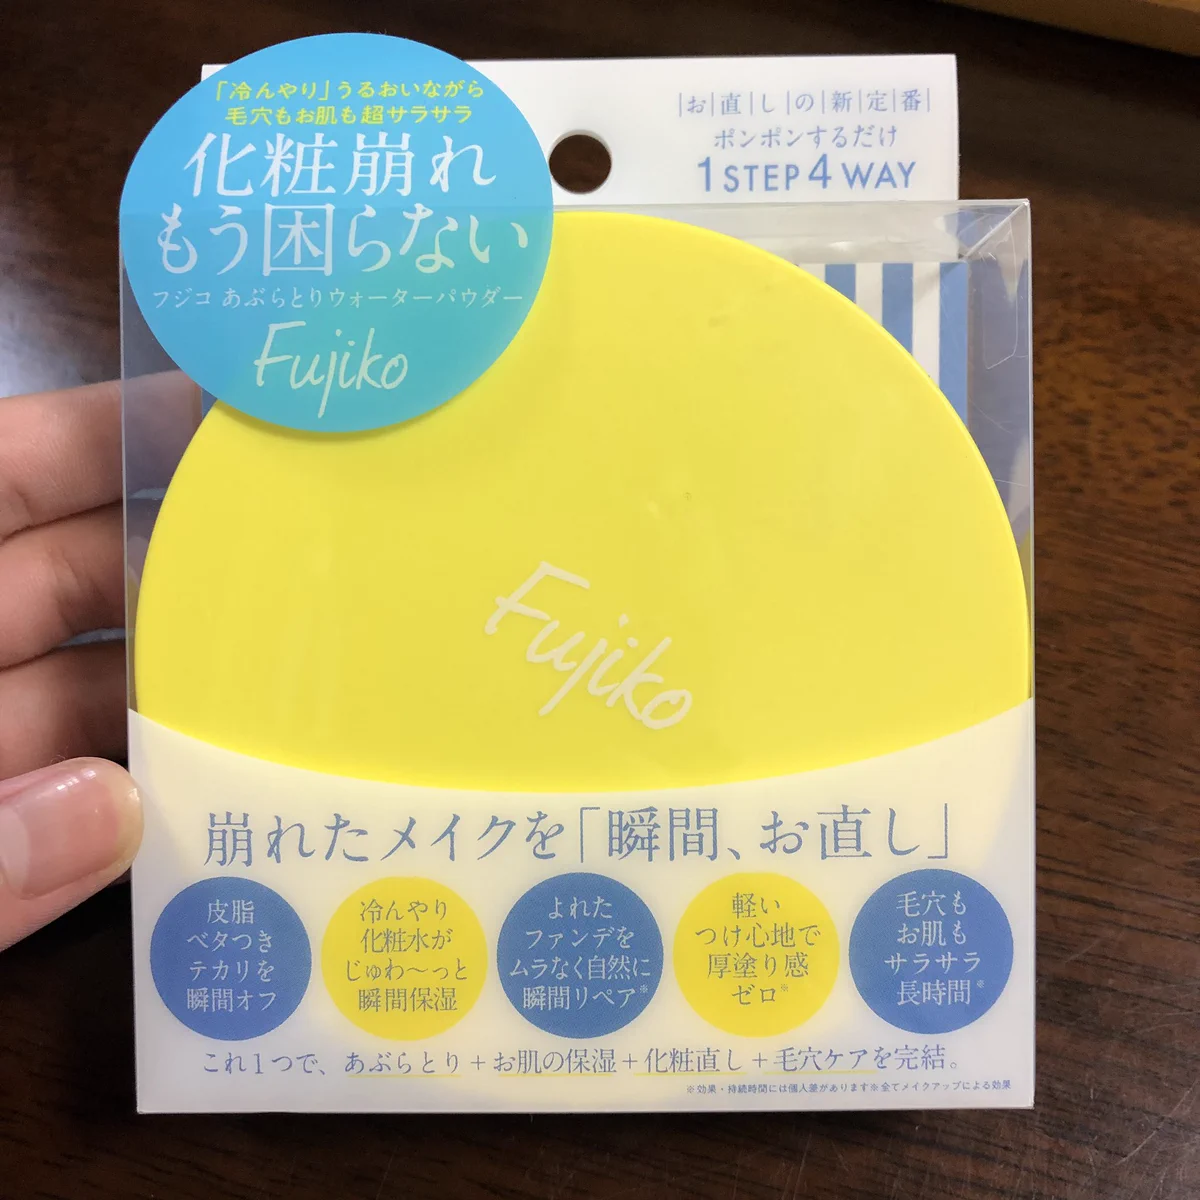 「冷んやり」うるおいながら
毛穴もお肌も超サラサラ
化粧崩れ
もう困らない
フジコ あぶらとりウォーターパウダー
Fujiko
お直しの新定番
ポンポンするだけ
1 STEP 4 WAY
Fujiko
崩れたメイクを「瞬間、お直し」
皮脂
ベタつき
テカリを
瞬間オフ
冷んやり
化粧水が
じゅわ〜っと
瞬間保湿
よれた
ファンデを
ムラなく自然に
瞬間リペア※
軽い
つけ心地で
厚塗り感
ゼロ※
毛穴も
お肌も
サラサラ
長時間※
これ1つで、あぶらとり+お肌の保湿+化粧直し+毛穴ケアを完結。
※効果・持続時間には個人差があります※全てメイクアップによる効果